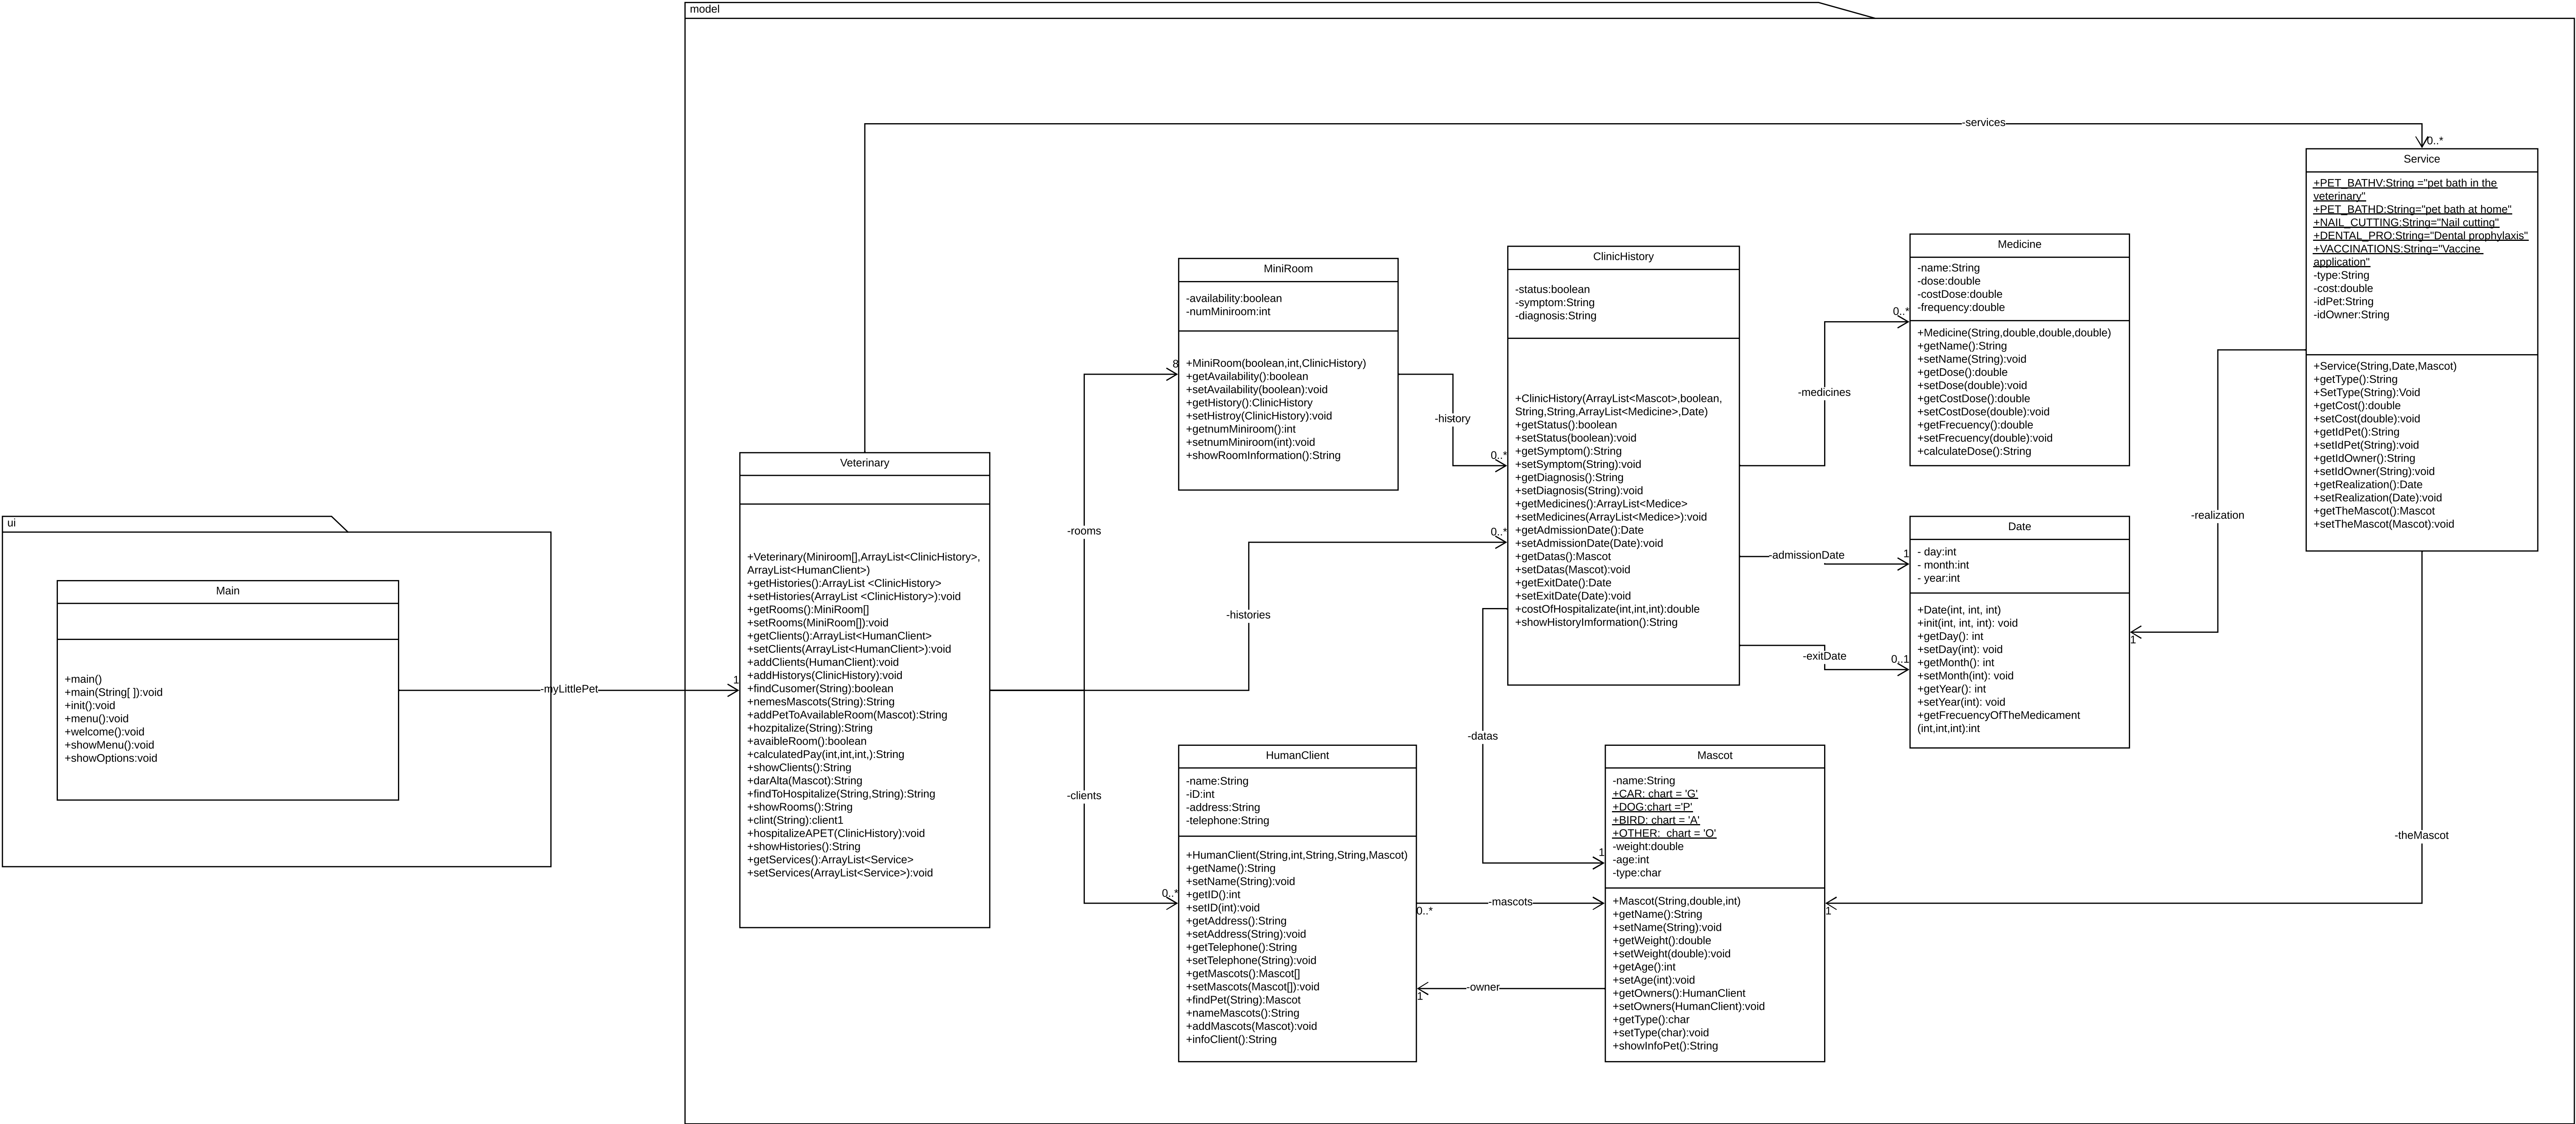 model
-services
0..*
Service
+PET_BATHV:String ="pet bath in the
veterinary"
+PET_BATHD:String="pet bath at home"
+NAIL_CUTTING:String="Nail cutting"
+DENTAL_PRO:String="Dental prophylaxis"
+VACCINATIONS:String="Vaccine
application"
-type:String
-cost:double
-idPet:String
-idOwner:String
+Service(String,Date,Mascot)
+getType():String
+SetType(String):Void
+getCost():double
+setCost(double):void
+getIdPet():String
+setIdPet(String):void
+getIdOwner():String
+setIdOwner(String):void
+getRealization():Date
+setRealization(Date):void
+getTheMascot():Mascot
+setTheMascot(Mascot):void
MiniRoom
-availability:boolean
-numMiniroom:int
+MiniRoom(boolean,int,ClinicHistory)
+getAvailability():boolean
+setAvailability(boolean):void
+getHistory():ClinicHistory
+setHistroy(ClinicHistory):void
+getnumMiniroom():int
+setnumMiniroom(int):void
+showRoomInformation():String
8
-history
0..*
ClinicHistory
-status:boolean
-symptom:String
-diagnosis:String
+ClinicHistory(ArrayList<Mascot>,boolean,
String,String,ArrayList<Medicine>,Date)
+getStatus():boolean
+setStatus(boolean):void
+getSymptom():String
+setSymptom(String):void
+getDiagnosis():String
+setDiagnosis(String):void
+getMedicines():ArrayList<Medice>
+setMedicines(ArrayList<Medice>):void
+getAdmissionDate():Date
+setAdmissionDate(Date):void
+getDatas():Mascot
+setDatas(Mascot):void
+getExitDate():Date
+setExitDate(Date):void
+costOfHospitalizate(int,int,int):double
+showHistoryImformation():String
-medicines
0..*
Medicine
-name:String
-dose:double
-costDose:double
-frequency:double
+Medicine(String,double,double,double)
+getName():String
+setName(String):void
+getDose():double
+setDose(double):void
+getCostDose():double
+setCostDose(double):void
+getFrecuency():double
+setFrecuency(double):void
+calculateDose():String
-admissionDate
1
-exitDate
0..1
Date
- day:int
- month:int
- year:int
+Date(int, int, int)
+init(int, int, int): void
+getDay(): int
+setDay(int): void
+getMonth(): int
+setMonth(int): void
+getYear(): int
+setYear(int): void
+getFrecuencyOfTheMedicament
(int,int,int):int
-realization
1
ui
Main
+main()
+main(String[ ]):void
+init():void
+menu():void
+welcome():void
+showMenu():void
+showOptions:void
-myLittlePet
1
Veterinary
+Veterinary(Miniroom[],ArrayList<ClinicHistory>,
ArrayList<HumanClient>)
+getHistories():ArrayList <ClinicHistory>
+setHistories(ArrayList <ClinicHistory>):void
+getRooms():MiniRoom[]
+setRooms(MiniRoom[]):void
+getClients():ArrayList<HumanClient>
+setClients(ArrayList<HumanClient>):void
+addClients(HumanClient):void
+addHistorys(ClinicHistory):void
+findCusomer(String):boolean
+nemesMascots(String):String
+addPetToAvailableRoom(Mascot):String
+hozpitalize(String):String
+avaibleRoom():boolean
+calculatedPay(int,int,int,):String
+showClients():String
+darAlta(Mascot):String
+findToHospitalize(String,String):String
+showRooms():String
+clint(String):client1
+hospitalizeAPET(ClinicHistory):void
+showHistories():String
+getServices():ArrayList<Service>
+setServices(ArrayList<Service>):void
-rooms
-histories
0..*
-clients
0..*
HumanClient
-name:String
-iD:int
-address:String
-telephone:String
+HumanClient(String,int,String,String,Mascot)
+getName():String
+setName(String):void
+getID():int
+setID(int):void
+getAddress():String
+setAddress(String):void
+getTelephone():String
+setTelephone(String):void
+getMascots():Mascot[]
+setMascots(Mascot[]):void
+findPet(String):Mascot
+nameMascots():String
+addMascots(Mascot):void
+infoClient():String
-datas
1
-mascots
0..*
-owner
1
Mascot
-name:String
+CAR: chart = 'G'
+DOG:chart ='P'
+BIRD: chart = 'A'
+OTHER:  chart = 'O'
-weight:double
-age:int
-type:char
+Mascot(String,double,int)
+getName():String
+setName(String):void
+getWeight():double
+setWeight(double):void
+getAge():int
+setAge(int):void
+getOwners():HumanClient
+setOwners(HumanClient):void
+getType():char
+setType(char):void
+showInfoPet():String
-theMascot
1